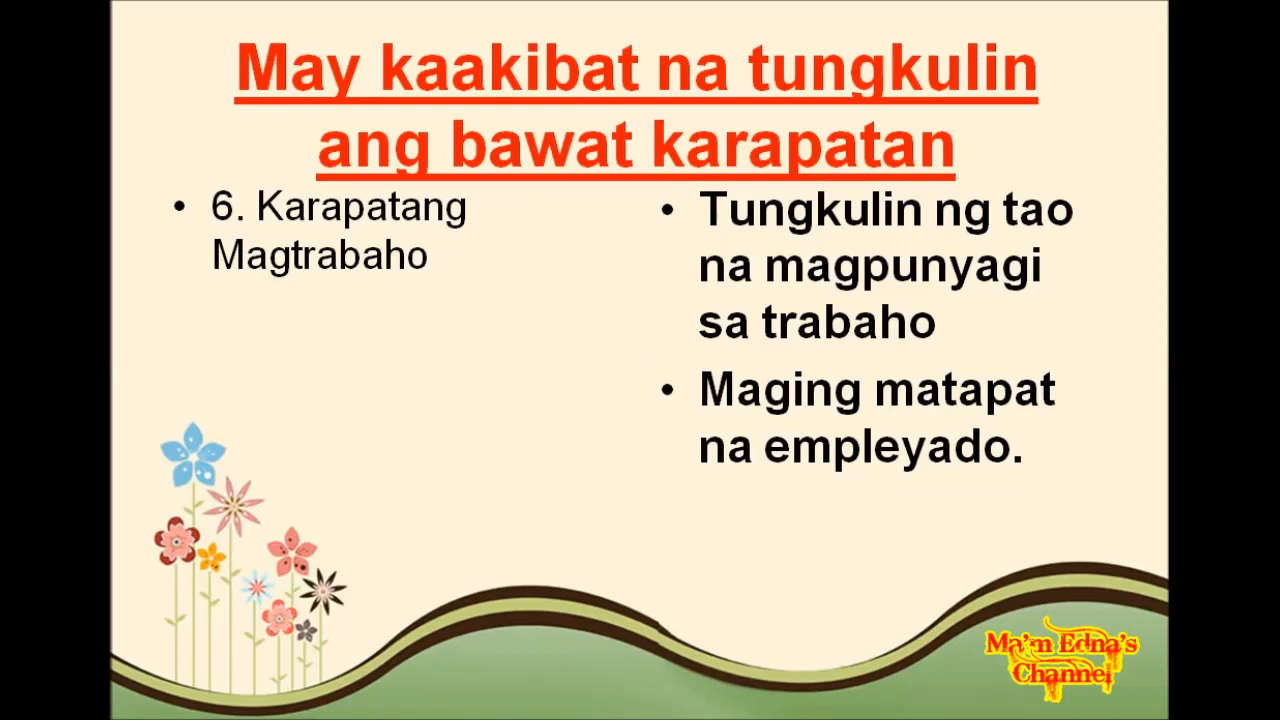 May kaakibat na tungkulin
ang bawat karapatan
• 6. Karapatang
Magtrabaho
• Tungkulin ng tao
na magpunyagi
sa trabaho
• Maging matapat
na empleyado.
Ma'm Edna's
Channel